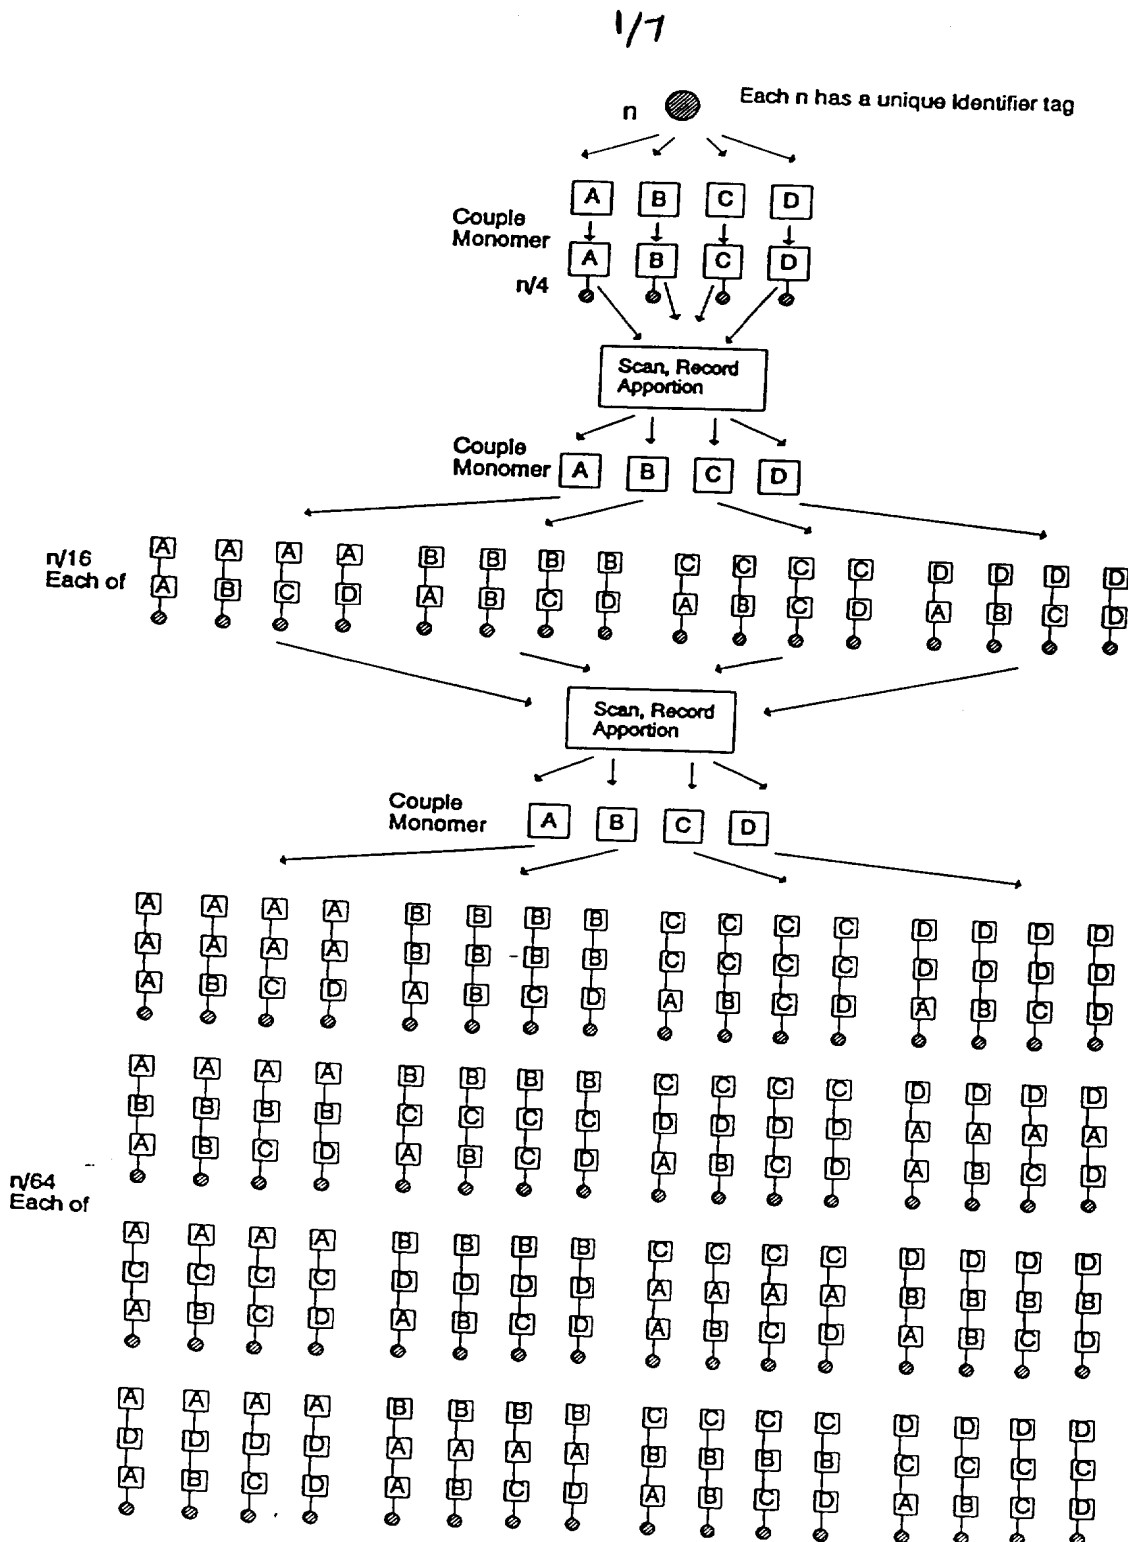 1/7
Each n has a unique identifier tag
n
A B C D
Couple
Monomer
A B C D
n/4
Scan, Record
Apportion
Couple
Monomer
A B C D
n/16
Each of
A A A A B B B B C C C C D D D D
A B C D A B C D A B C D A B C D
Scan, Record
Apportion
Couple
Monomer
A B C D
A A A A B B B B C C C C D D D D
A A A A B B B B C C C C D D D D
A B C D A B C D A B C D A B C D
A A A A B B B B C C C C D D D D
B B B B C C C C D D D D A A A A
A B C D A B C D A B C D A B C D
n/64
Each of
A A A A B B B B C C C C D D D D
C C C C D D D D A A A A B B B B
A B C D A B C D A B C D A B C D
A A A A B B B B C C C C D D D D
D D D D A A A A B B B B C C C C
A B C D A B C D A B C D A B C D